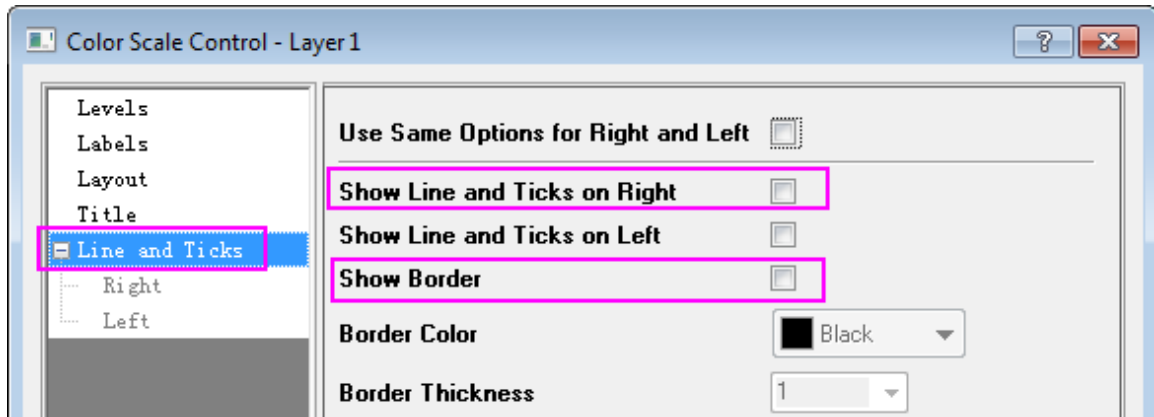 Color Scale Control - Layer 1
Levels
Labels
Layout
Title
Line and Ticks
Right
Left
Use Same Options for Right and Left
Show Line and Ticks on Right
Show Line and Ticks on Left
Show Border
Border Color
Black
Border Thickness
1